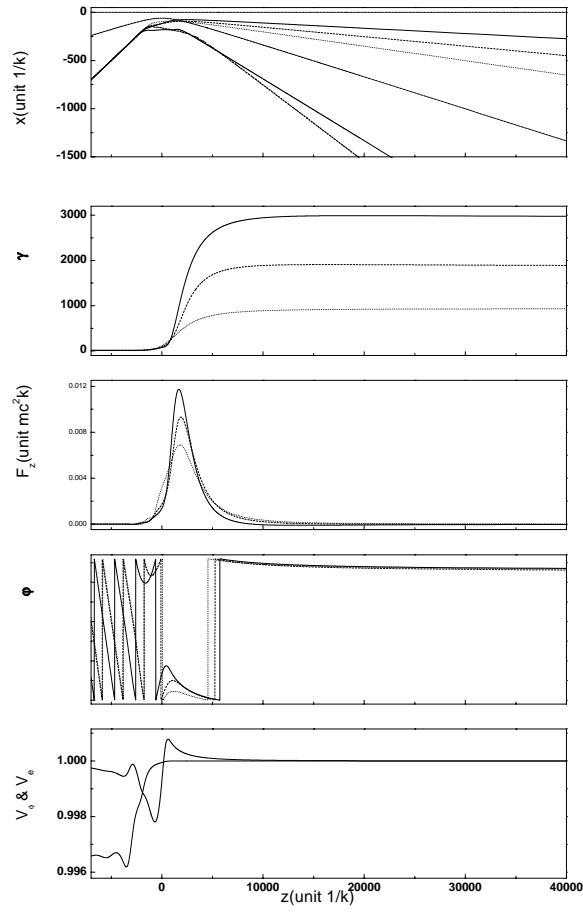 0
-500
-1000
-1500
x(unit 1/k)
3000
2000
1000
0
γ
0.012
0.008
0.004
0.000
F_z(unit mc²k)
φ
1.000
0.998
0.996
V_ϕ & V_e
0 10000 20000 30000 40000
z(unit 1/k)